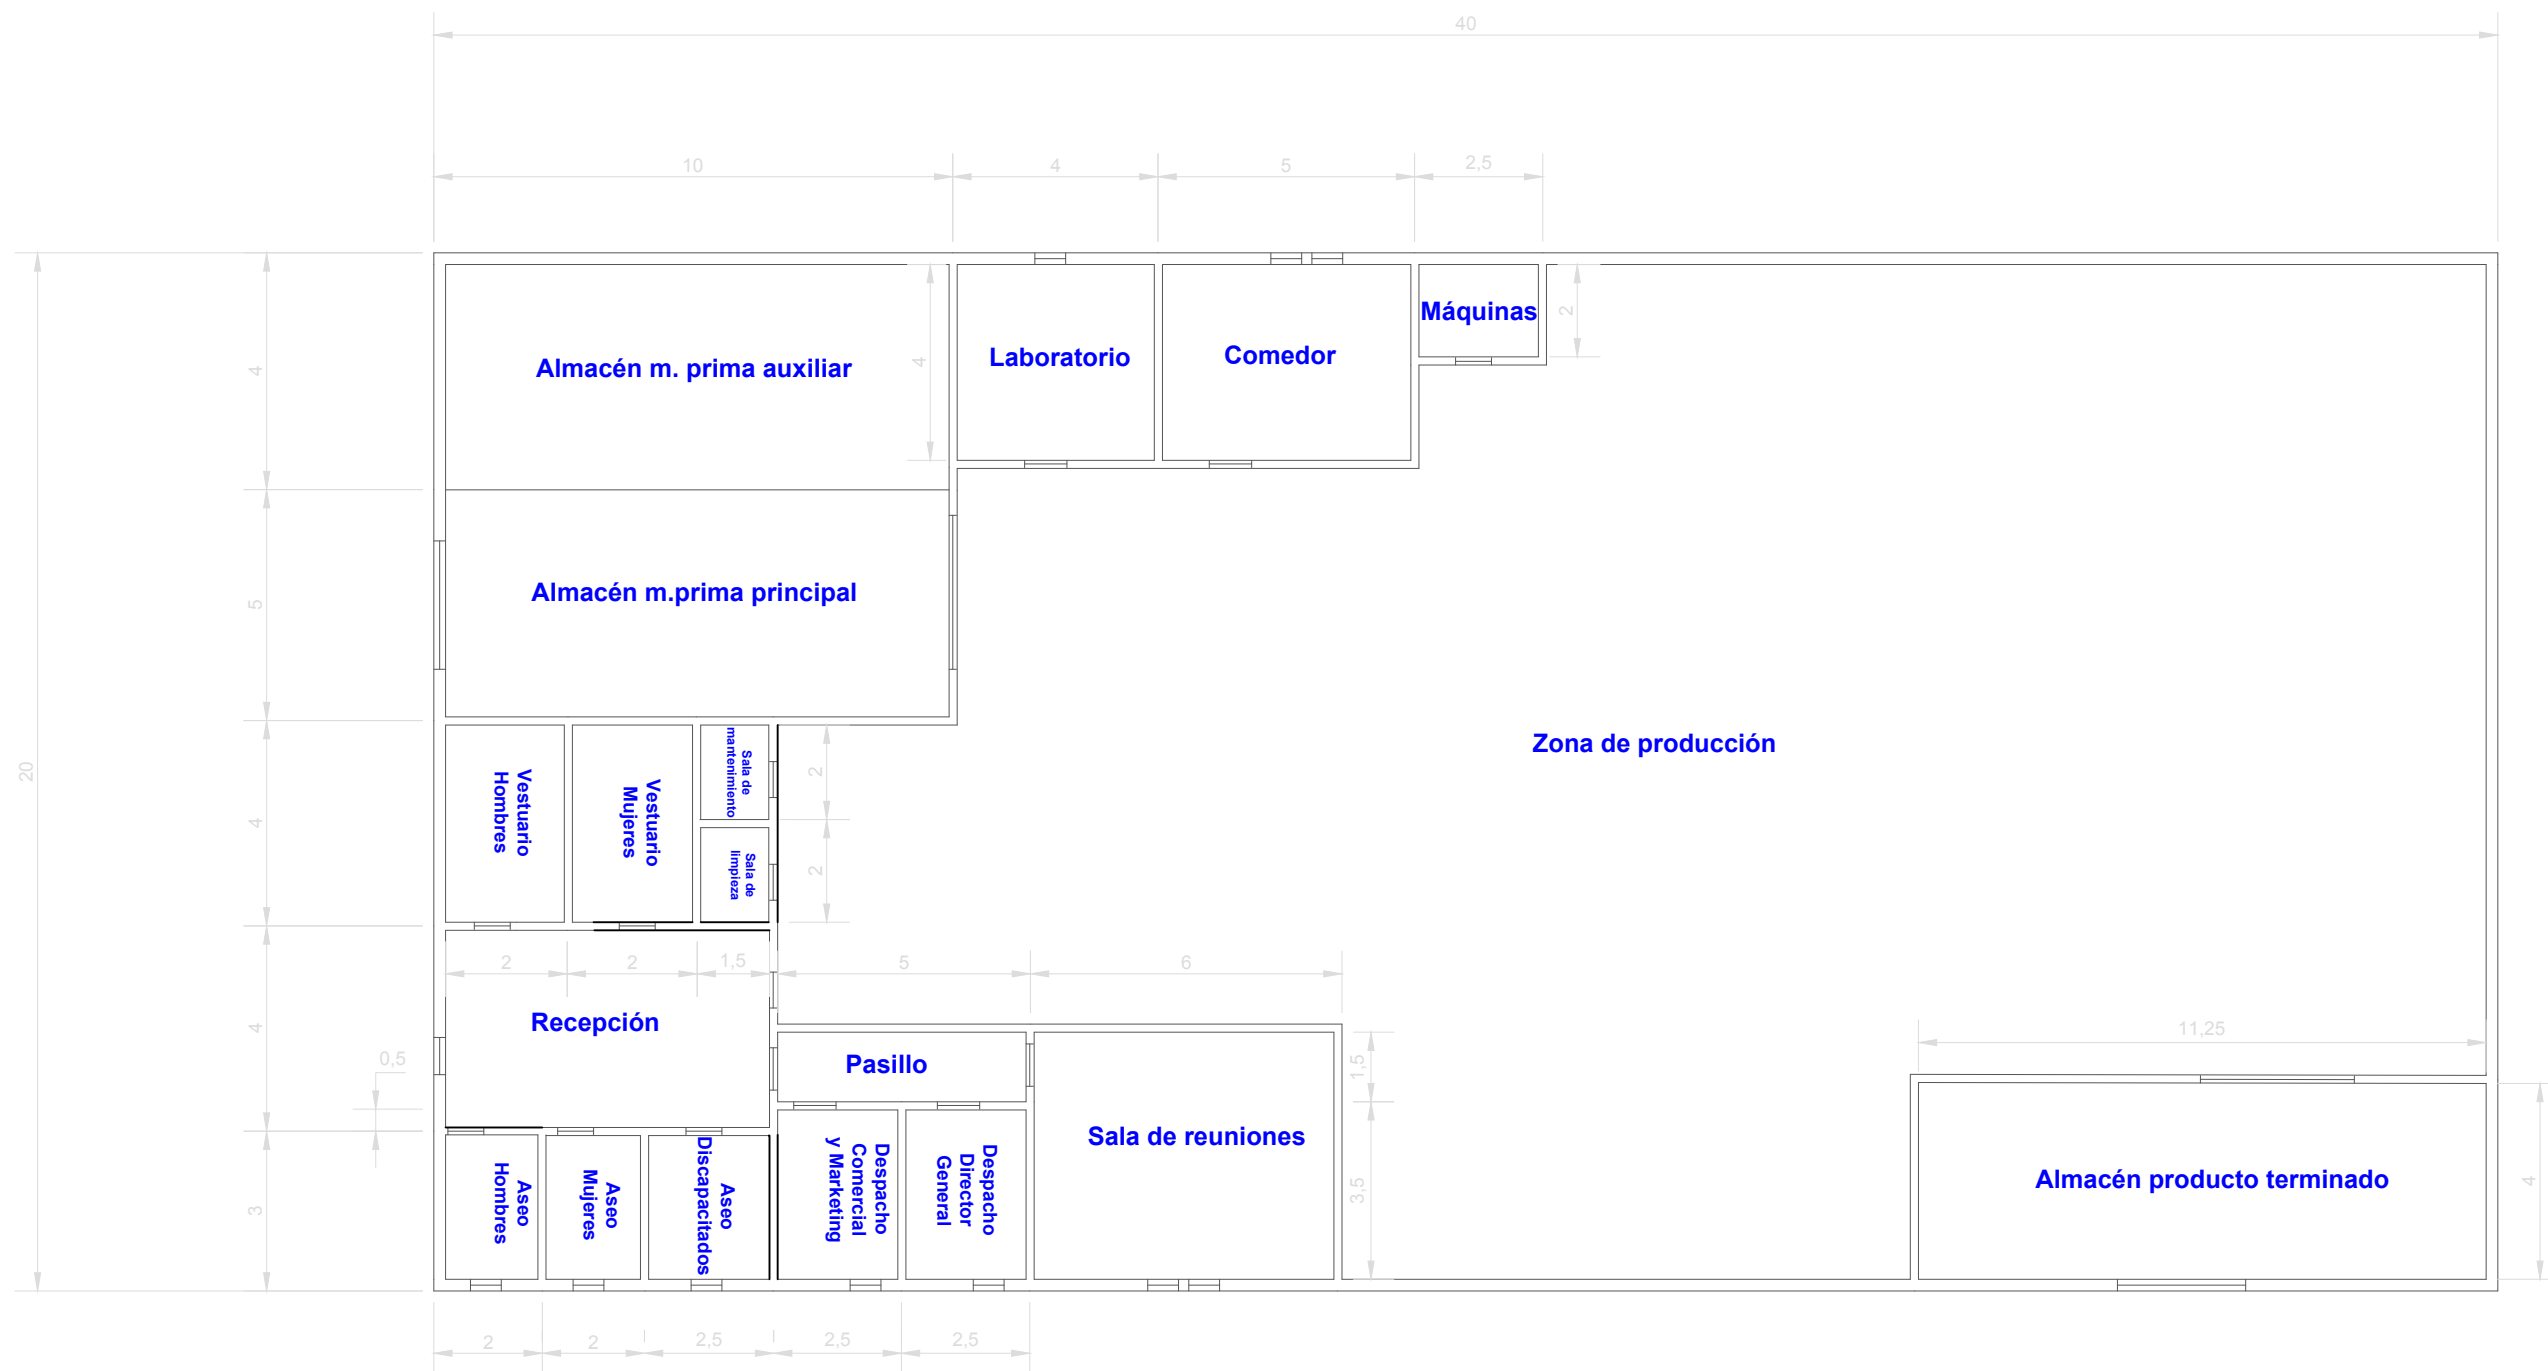 40
10
4
5
2,5
Almacén m. prima auxiliar
4
Laboratorio
Comedor
Máquinas
2
4
5
Almacén m.prima principal
20
4
Vestuario
Hombres
Vestuario
Mujeres
Sala de
mantenimiento
2
Sala de
limpieza
2
Zona de producción
2
2
1,5
5
6
Recepción
4
0,5
Pasillo
1,5
11,25
Sala de reuniones
3,5
Almacén producto terminado
4
3
Aseo
Hombres
Aseo
Mujeres
Aseo
Discapacitados
Despacho
Comercial
y Marketing
Despacho
Director
General
2
2
2,5
2,5
2,5